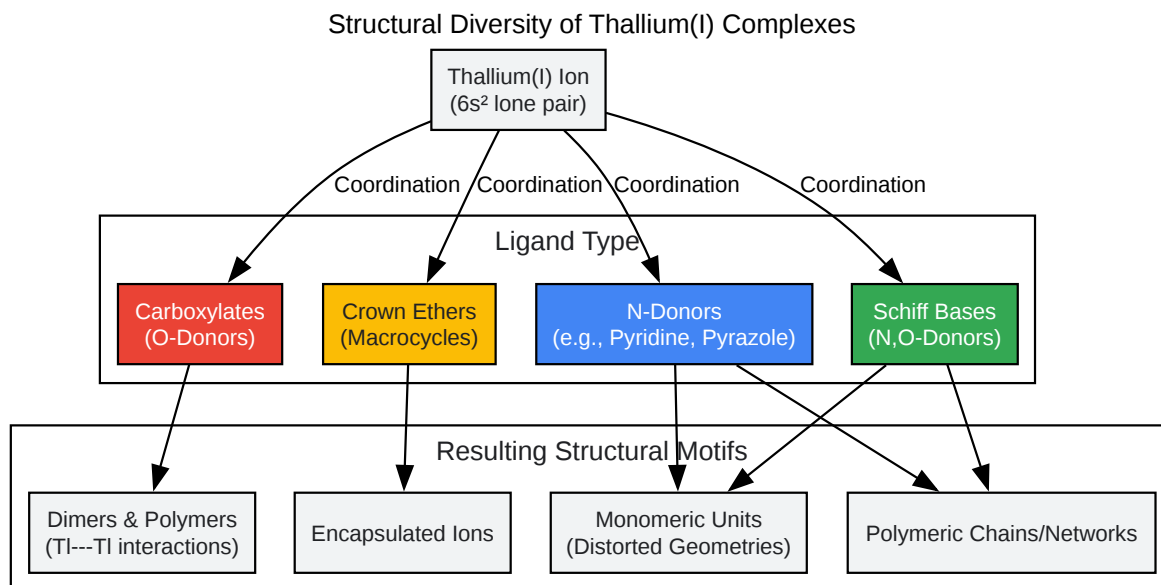 Structural Diversity of Thallium(I) Complexes
Thallium(I) Ion
(6s² lone pair)
Coordination
Coordination
Coordination
Coordination
Ligand Type
Carboxylates
(O-Donors)
Crown Ethers
(Macrocycles)
N-Donors
(e.g., Pyridine, Pyrazole)
Schiff Bases
(N,O-Donors)
Resulting Structural Motifs
Dimers & Polymers
(Tl---Tl interactions)
Encapsulated Ions
Monomeric Units
(Distorted Geometries)
Polymeric Chains/Networks